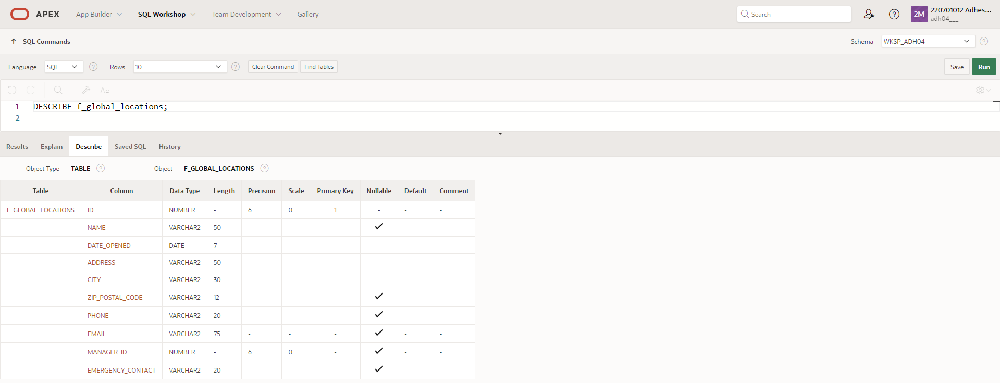 APEX App Builder SQL Workshop Team Development Gallery Search 2M 220701012 Adhes...
adh04___
SQL Commands Schema WKSP_ADH04
Language SQL Rows 10 Clear Command Find Tables Save Run
A::
1 DESCRIBE f_global_locations;
2
Results Explain Describe Saved SQL History
Object Type TABLE Object F_GLOBAL_LOCATIONS
Table Column Data Type Length Precision Scale Primary Key Nullable Default Comment
F_GLOBAL_LOCATIONS ID NUMBER - 6 0 1 - - -
NAME VARCHAR2 50 - - - ✓ - -
DATE_OPENED DATE 7 - - - - - -
ADDRESS VARCHAR2 50 - - - - - -
CITY VARCHAR2 30 - - - - - -
ZIP_POSTAL_CODE VARCHAR2 12 - - - ✓ - -
PHONE VARCHAR2 20 - - - ✓ - -
EMAIL VARCHAR2 75 - - - ✓ - -
MANAGER_ID NUMBER - 6 0 - ✓ - -
EMERGENCY_CONTACT VARCHAR2 20 - - - ✓ - -